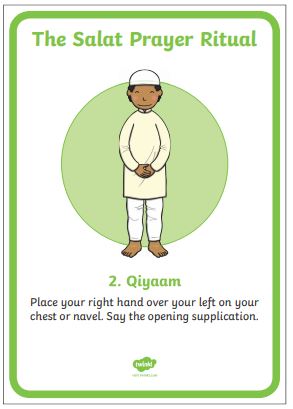 The Salat Prayer Ritual
2. Qiyaam
Place your right hand over your left on your
chest or navel. Say the opening supplication.
twinkl